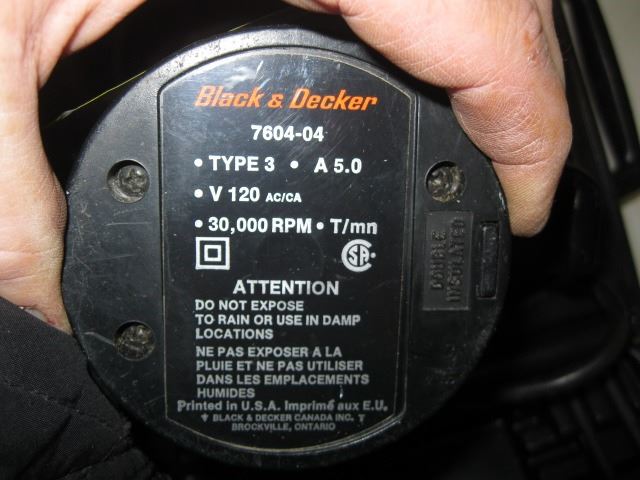 Black & Decker
7604-04
• TYPE 3 • A 5.0
• V 120 AC/CA
• 30,000 RPM • T/mn
SA
ATTENTION
DO NOT EXPOSE
TO RAIN OR USE IN DAMP
LOCATIONS
NE PAS EXPOSER A LA
PLUIE ET NE PAS UTILISER
DANS LES EMPLACEMENTS
HUMIDES
Printed in U.S.A. Imprimé aux E.U.
BLACK & DECKER CANADA INC.
BROCKVILLE, ONTARIO
DOUBLE
INSULATED